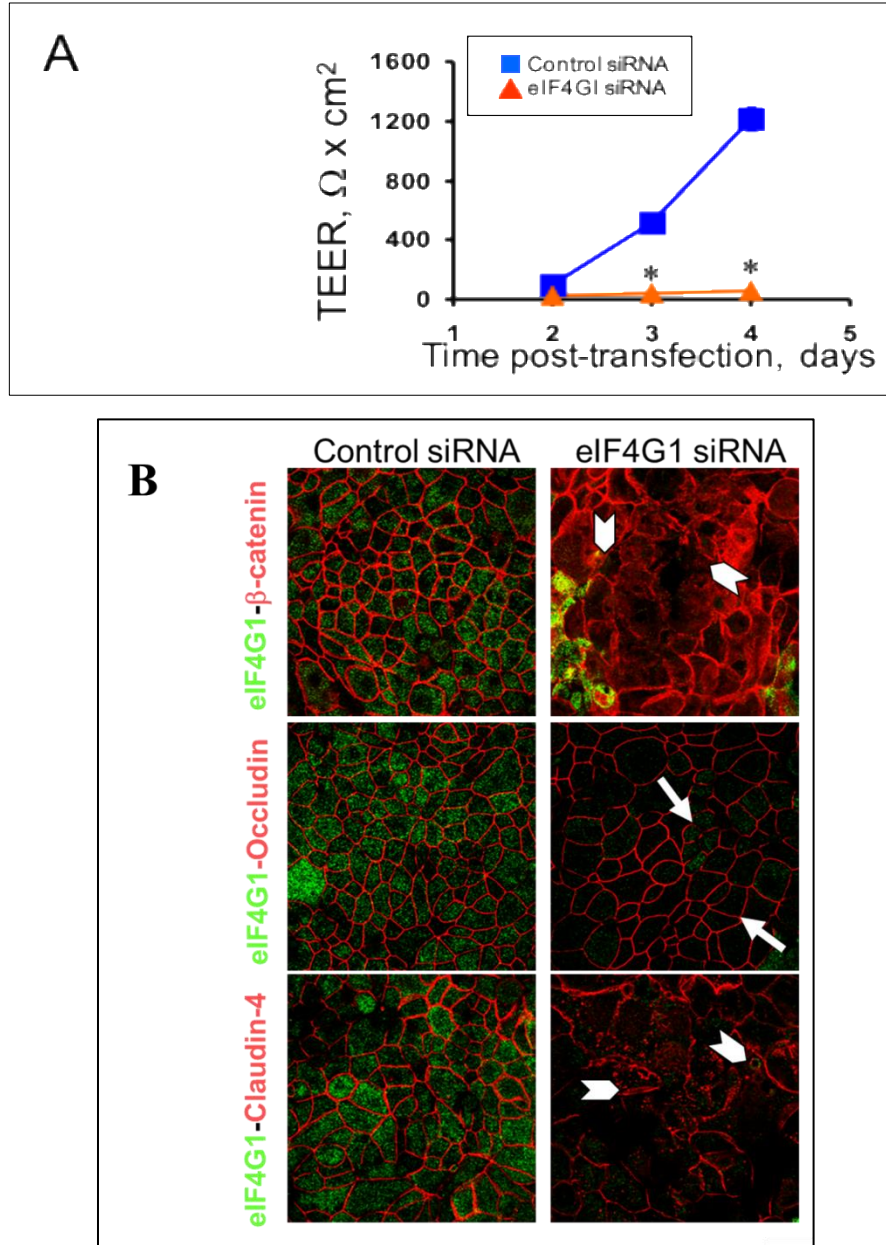 A
Control siRNA
eIF4GI siRNA
TEER, Ω x cm²
1600
1200
800
400
0
*
*
1 2 3 4 5
Time post-transfection, days
B
Control siRNA
eIF4G1 siRNA
eIF4G1-β-catenin
eIF4G1-Occludin
eIF4G1-Claudin-4